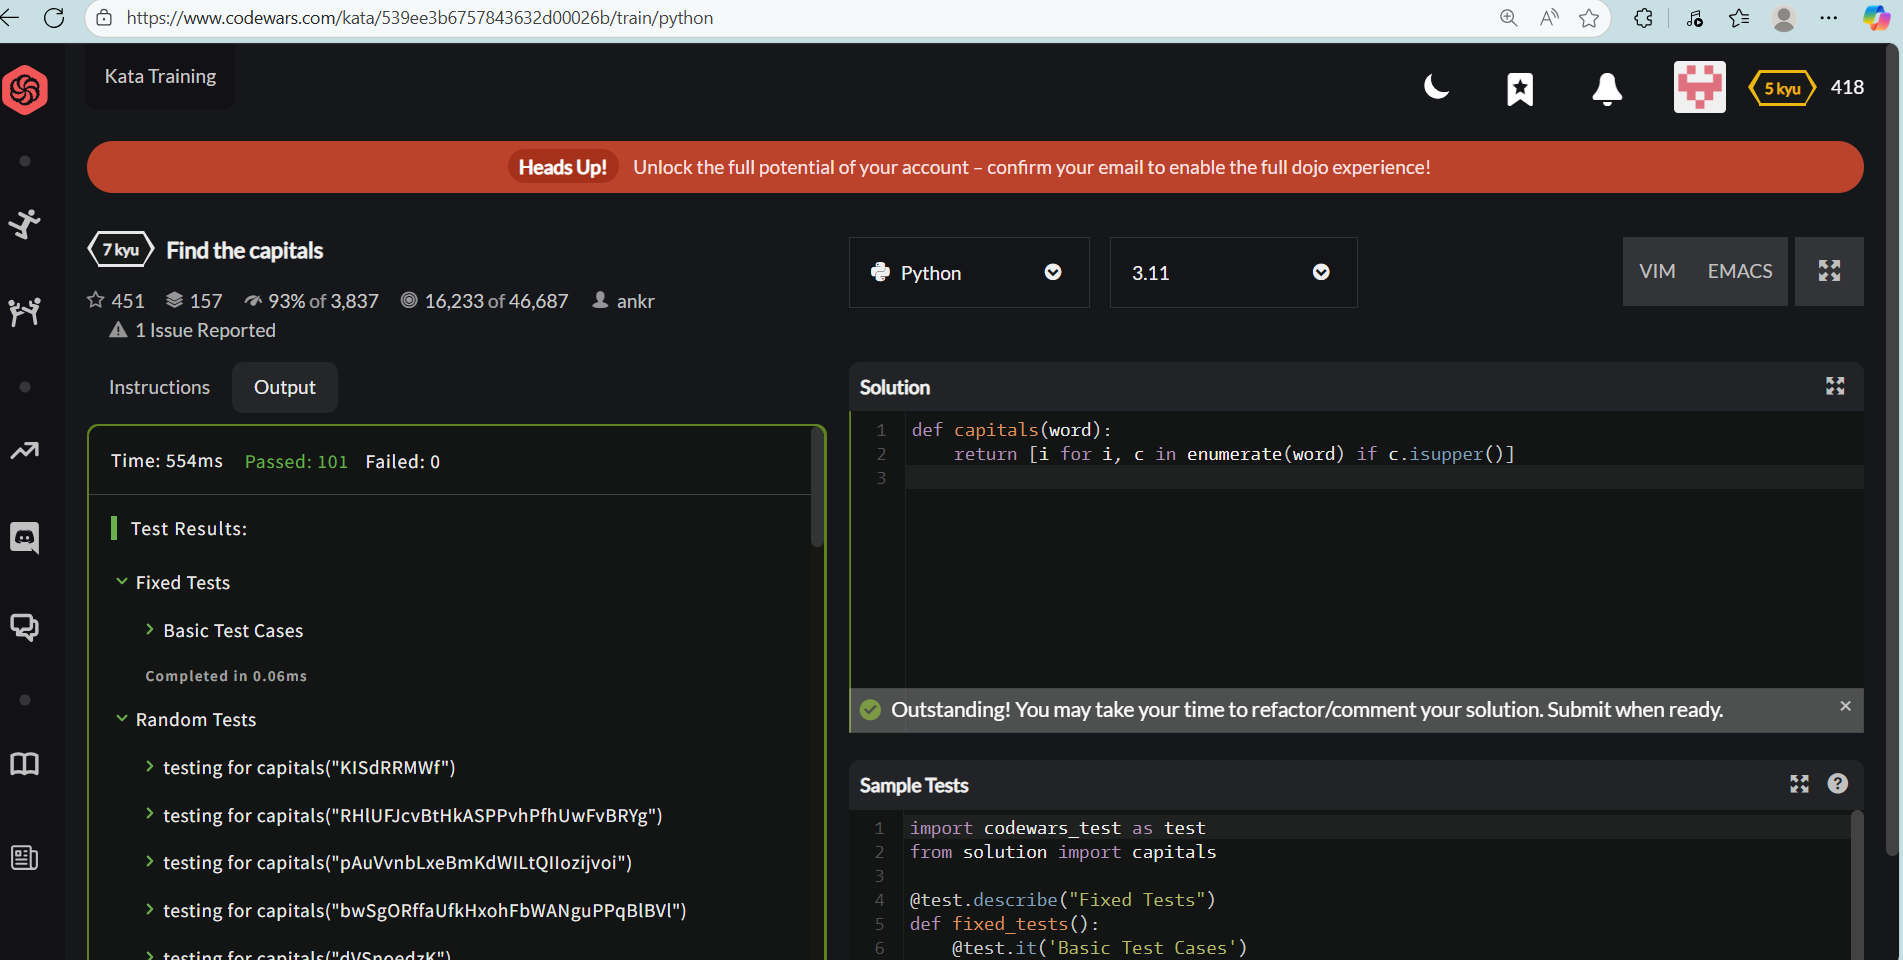 https://www.codewars.com/kata/539ee3b6757843632d00026b/train/python
Kata Training
5 kyu 418
Heads Up! Unlock the full potential of your account – confirm your email to enable the full dojo experience!
7 kyu Find the capitals
451 157 93% of 3,837 16,233 of 46,687 ankr
1 Issue Reported
Python
3.11
VIM EMACS
Instructions Output
Time: 554ms Passed: 101 Failed: 0
Test Results:
Fixed Tests
Basic Test Cases
Completed in 0.06ms
Random Tests
testing for capitals("KISdRRMWf")
testing for capitals("RHlUFJcvBtHkASPPvhPfhUwFvBRYg")
testing for capitals("pAuVvnbLxeBmKdWILtQIIozijvoi")
testing for capitals("bwSgORffaUfkHxohFbWANguPPqBlBVl")
testing for capitals("dVSnoedzK")
Solution
1 def capitals(word):
2 return [i for i, c in enumerate(word) if c.isupper()]
3
Outstanding! You may take your time to refactor/comment your solution. Submit when ready.
Sample Tests
1 import codewars_test as test
2 from solution import capitals
3
4 @test.describe("Fixed Tests")
5 def fixed_tests():
6 @test.it('Basic Test Cases')